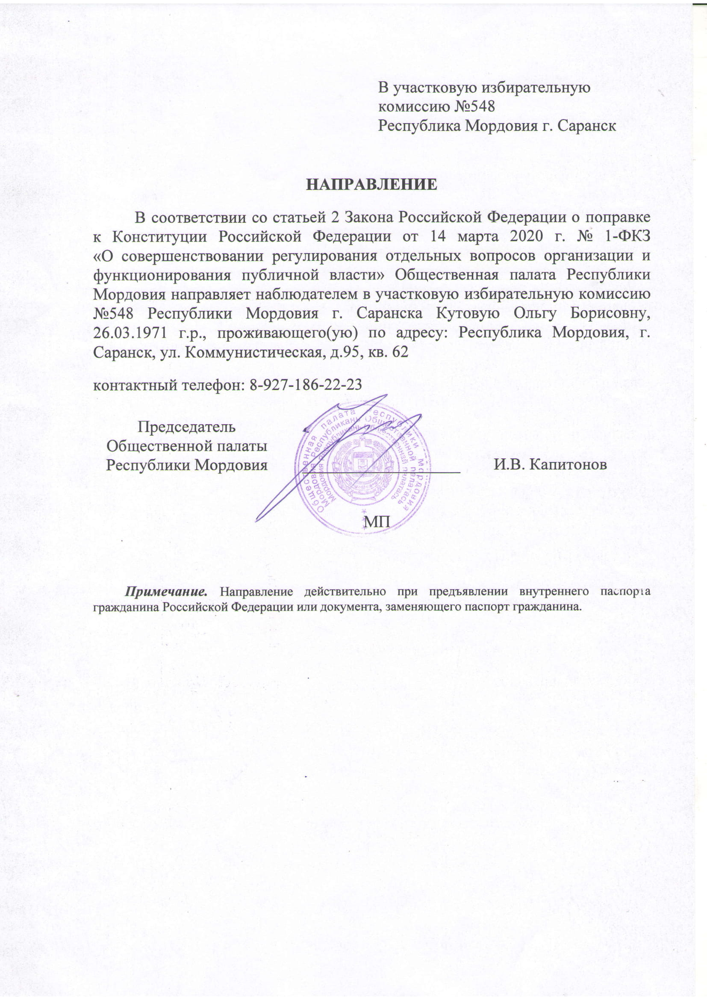 В участковую избирательную
комиссию №548
Республика Мордовия г. Саранск
НАПРАВЛЕНИЕ
В соответствии со статьей 2 Закона Российской Федерации о поправке
к Конституции Российской Федерации от 14 марта 2020 г. № 1-ФКЗ
«О совершенствовании регулирования отдельных вопросов организации и
функционирования публичной власти» Общественная палата Республики
Мордовия направляет наблюдателем в участковую избирательную комиссию
№548 Республики Мордовия г. Саранска Кутовую Ольгу Борисовну,
26.03.1971 г.р., проживающего(ую) по адресу: Республика Мордовия, г.
Саранск, ул. Коммунистическая, д.95, кв. 62
контактный телефон: 8-927-186-22-23
Председатель
Общественной палаты
Республики Мордовия
И.В. Капитонов
Общественная палата Республики Мордовия
Мордовия Республикань Общественной палатась
Мордовия Республикань Общественнай палатась
МП
Примечание. Направление действительно при предъявлении внутреннего паспорта
гражданина Российской Федерации или документа, заменяющего паспорт гражданина.